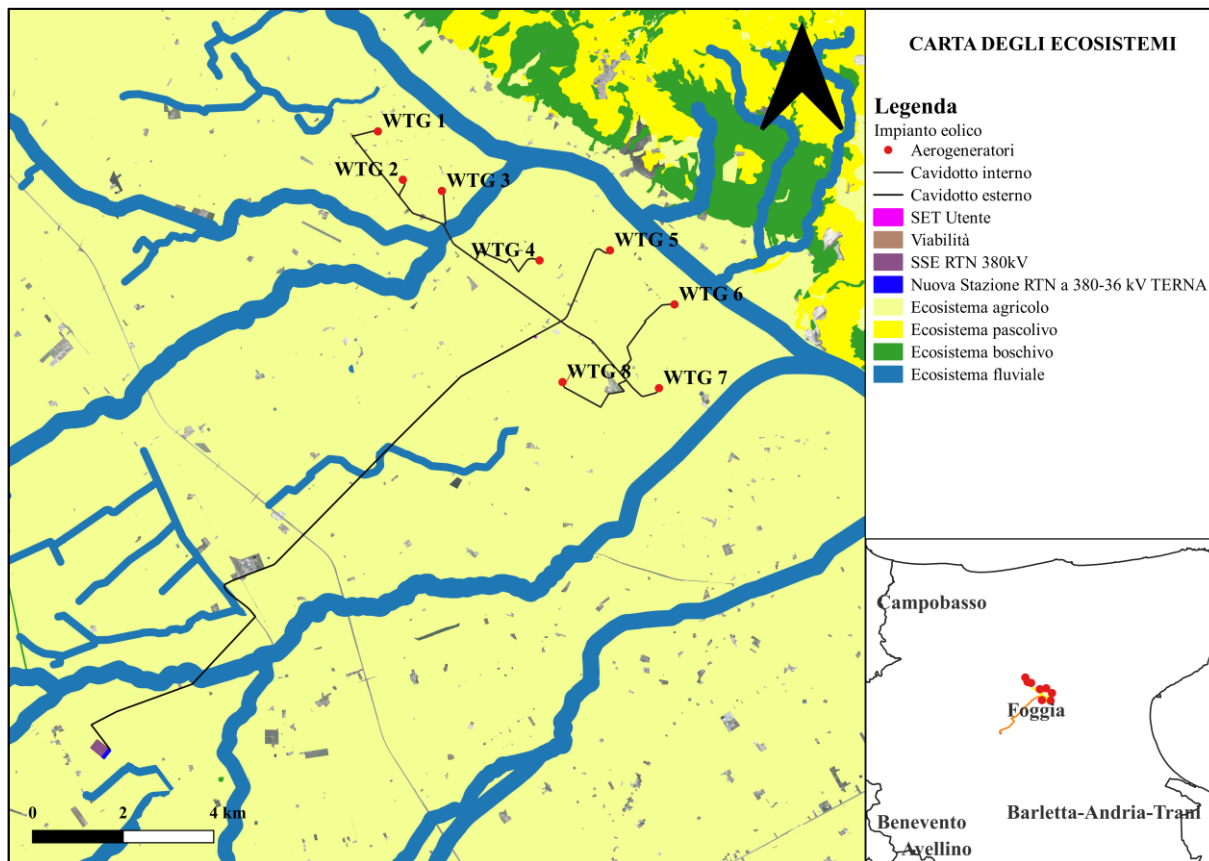 CARTA DEGLI ECOSISTEMI
Legenda
Impianto eolico
Aerogeneratori
Cavidotto interno
Cavidotto esterno
SET Utente
Viabilità
SSE RTN 380kV
Nuova Stazione RTN a 380-36 kV TERNA
Ecosistema agricolo
Ecosistema pascolivo
Ecosistema boschivo
Ecosistema fluviale
WTG 1
WTG 2
WTG 3
WTG 4
WTG 5
WTG 6
WTG 8
WTG 7
0 2 4 km
Campobasso
Foggia
Barletta-Andria-Trani
Benevento
Avellino